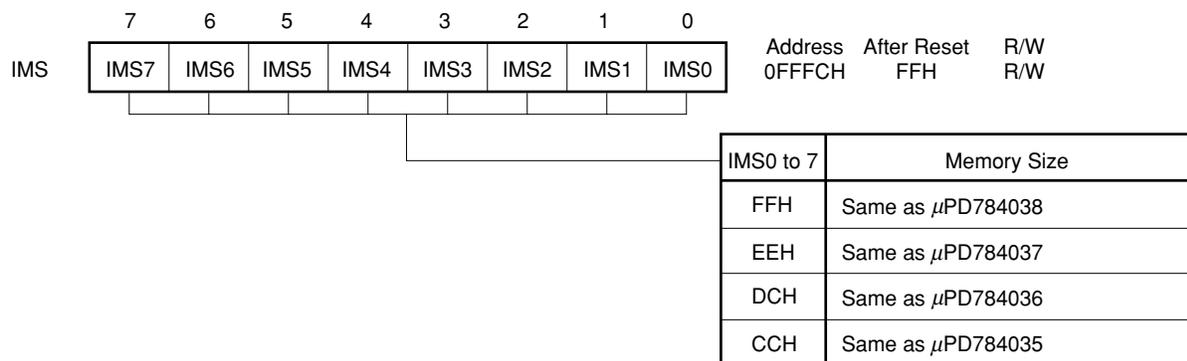 7 6 5 4 3 2 1 0
Address After Reset R/W
IMS IMS7 IMS6 IMS5 IMS4 IMS3 IMS2 IMS1 IMS0 0FFFCH FFH R/W
IMS0 to 7 Memory Size
FFH Same as μPD784038
EEH Same as μPD784037
DCH Same as μPD784036
CCH Same as μPD784035